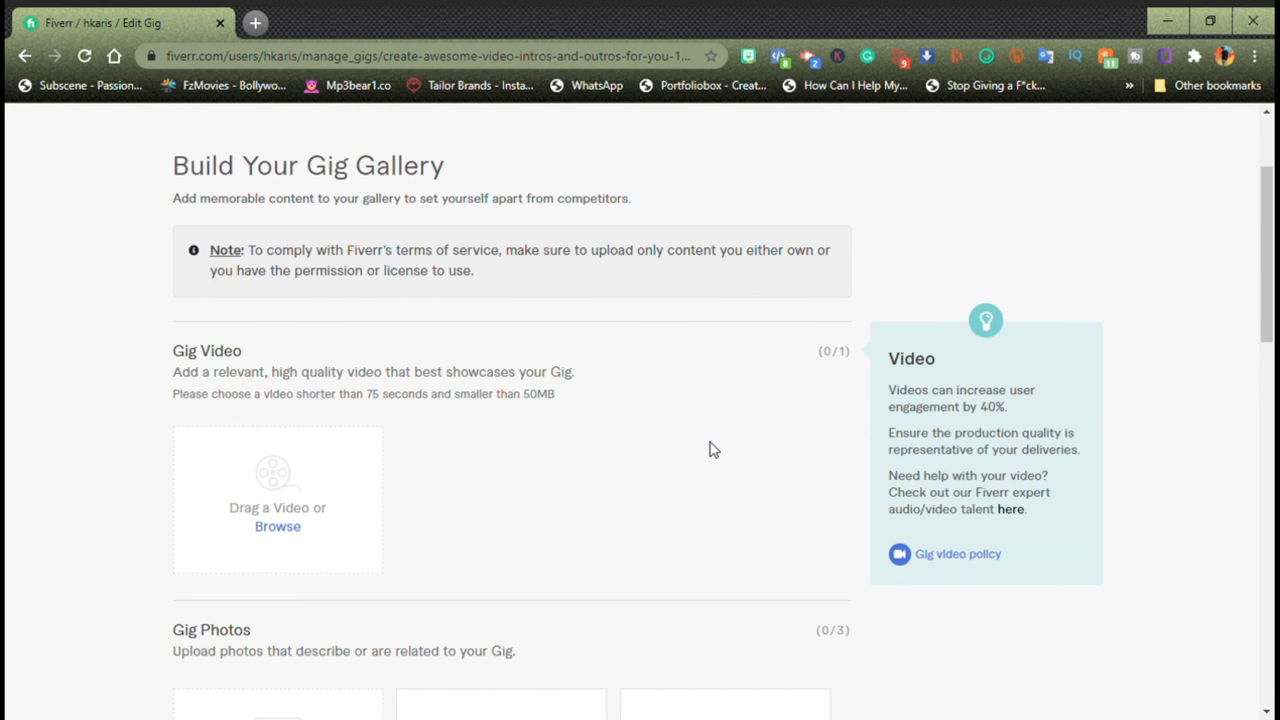 Fiverr / hkaris / Edit Gig
fiverr.com/users/hkaris/manage_gigs/create-awesome-video-intros-and-outros-for-you-1...
8
2
9
11
Subscene - Passion...
FzMovies - Bollywo...
Mp3bear1.co
Tailor Brands - Insta...
WhatsApp
Portfoliobox - Creat...
How Can I Help My...
Stop Giving a F*ck...
»
Other bookmarks
Build Your Gig Gallery
Add memorable content to your gallery to set yourself apart from competitors.
Note: To comply with Fiverr's terms of service, make sure to upload only content you either own or
you have the permission or license to use.
Gig Video
(0/1)
Add a relevant, high quality video that best showcases your Gig.
Please choose a video shorter than 75 seconds and smaller than 50MB
Drag a Video or
Browse
Video
Videos can increase user
engagement by 40%.
Ensure the production quality is
representative of your deliveries.
Need help with your video?
Check out our Fiverr expert
audio/video talent here.
Gig video policy
Gig Photos
(0/3)
Upload photos that describe or are related to your Gig.